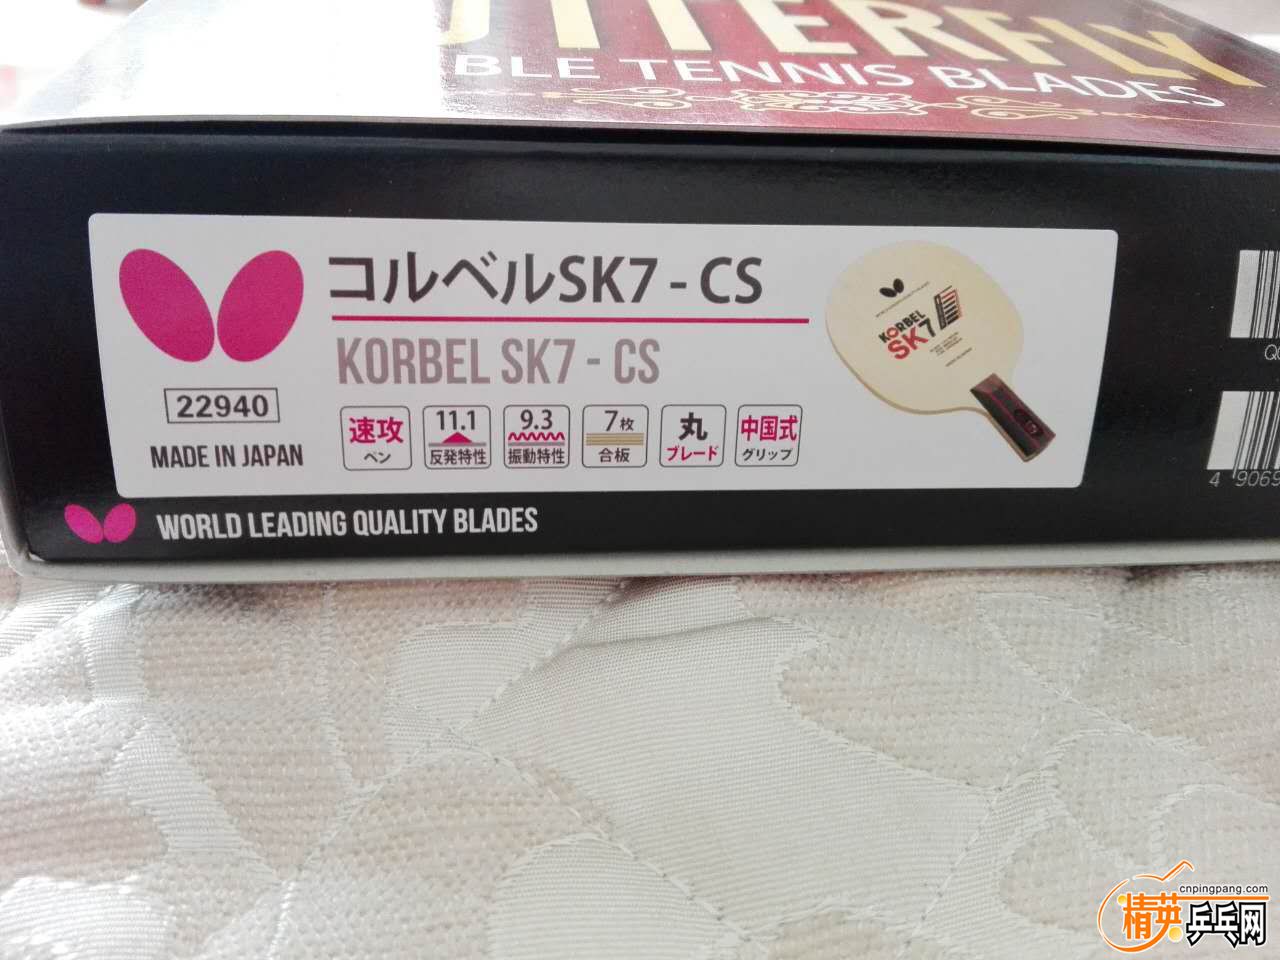 TTERFLY
BLE TENNIS BLADES
コルベルSK7 - CS
KORBEL SK7 - CS
22940
MADE IN JAPAN
速攻
ペン
11.1
反発特性
9.3
振動特性
7枚
合板
丸
ブレード
中国式
グリップ
KORBEL
SK7
WORLD LEADING QUALITY BLADES
4 9069
cnpingpang.com
精英乒乓网